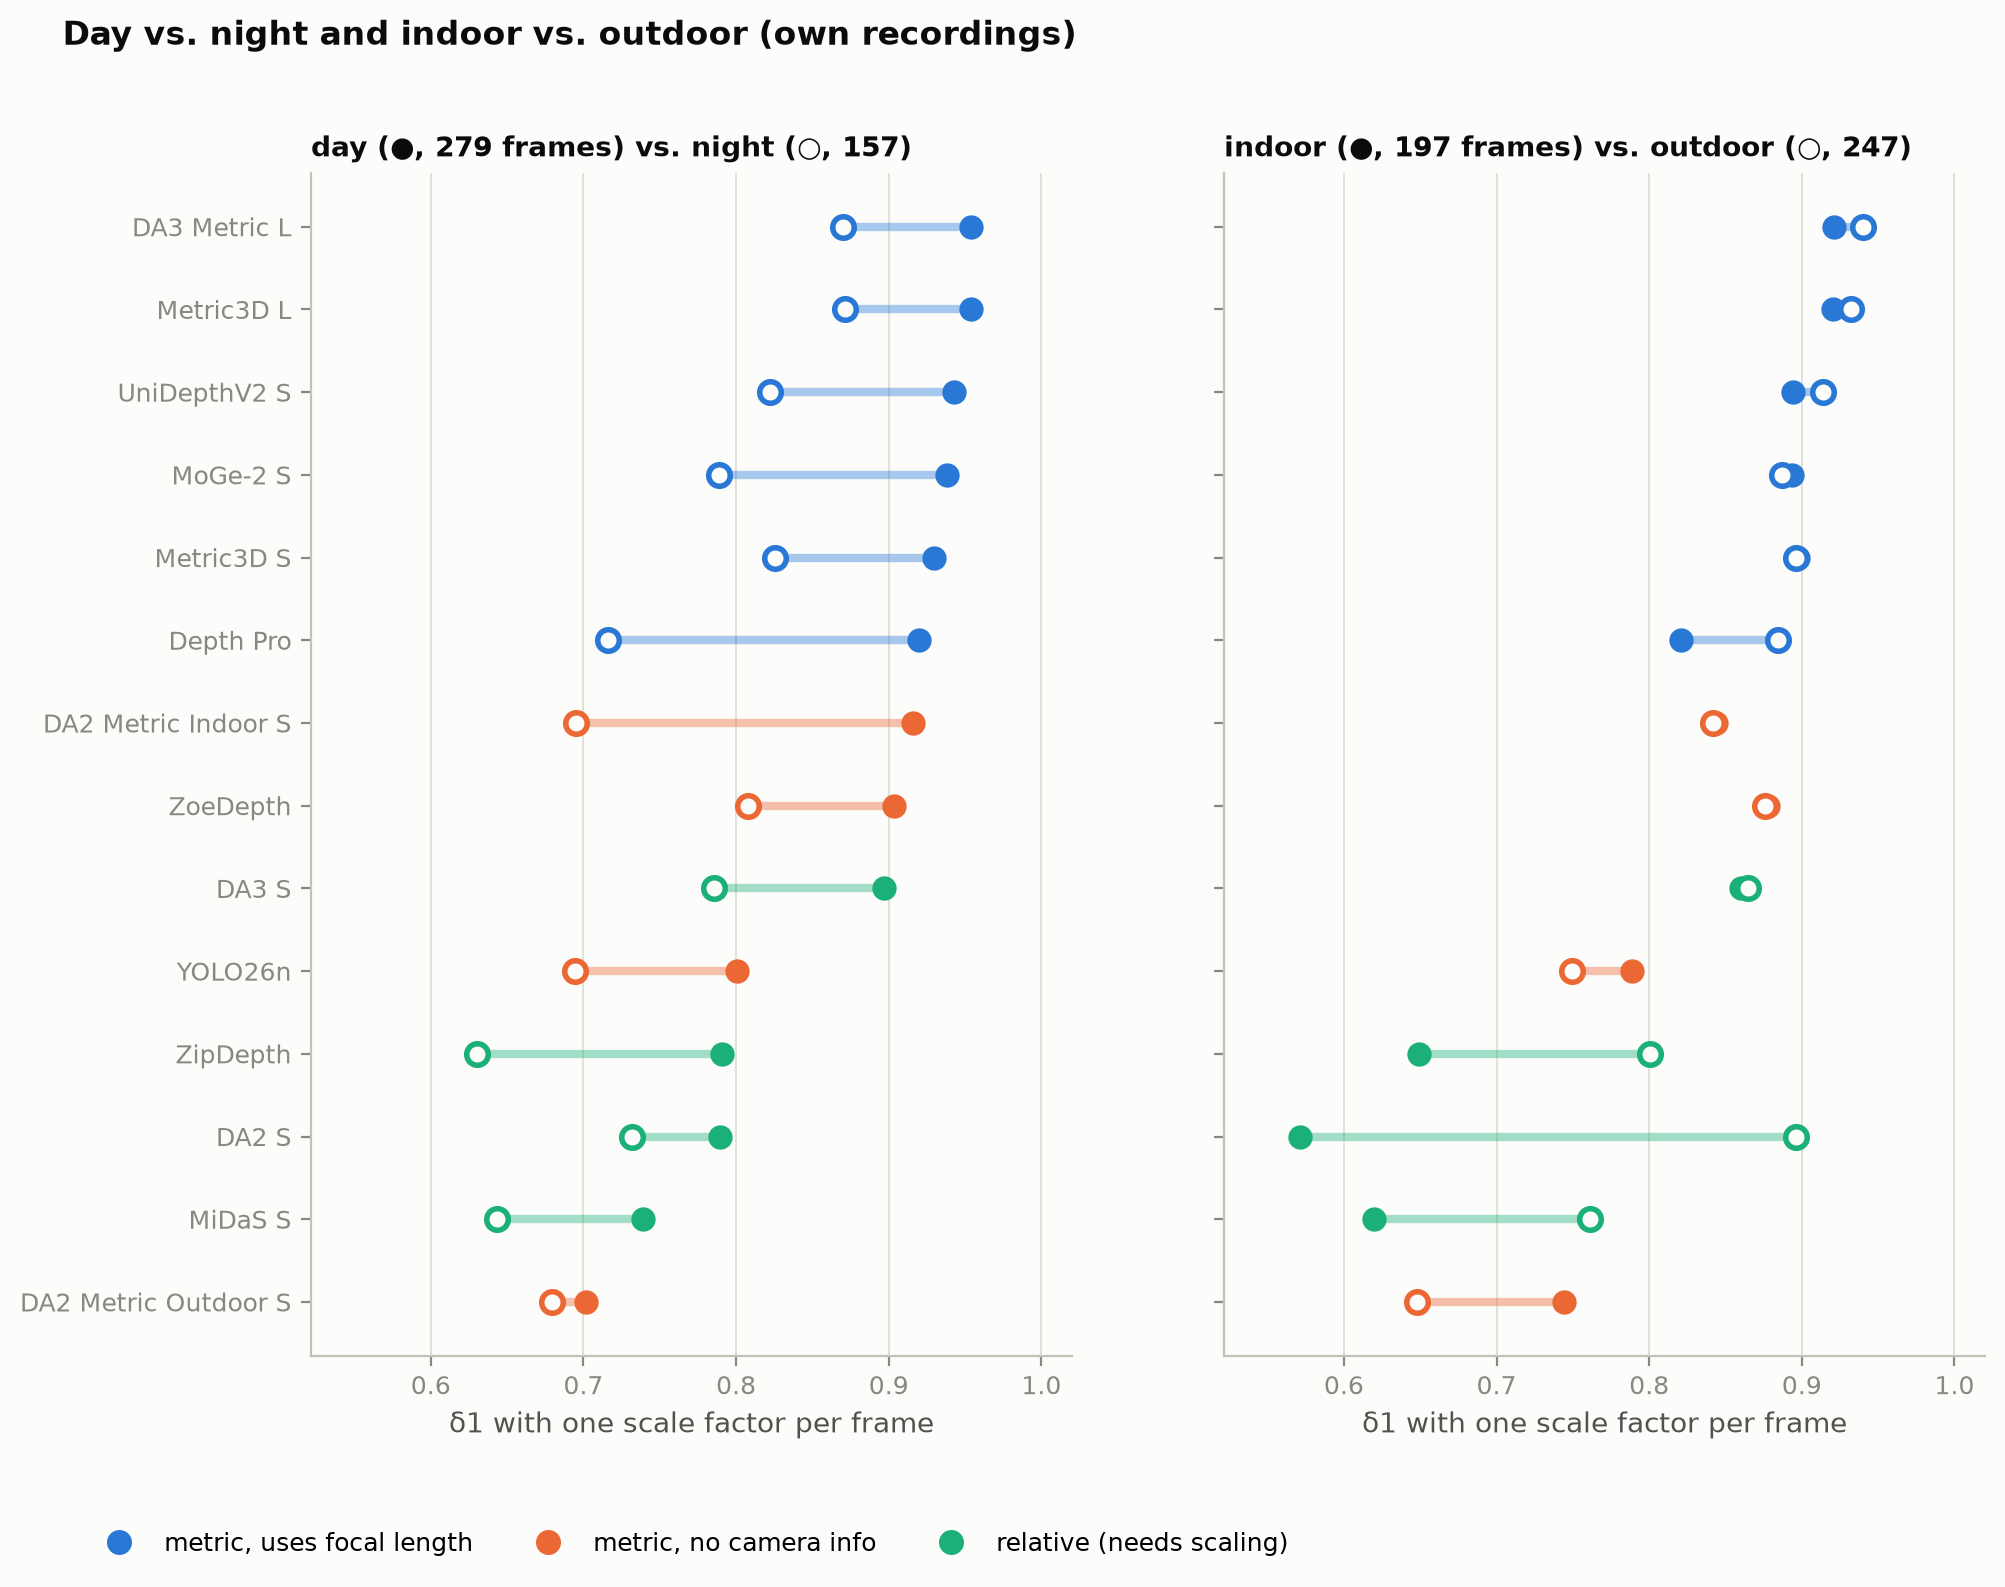 Day vs. night and indoor vs. outdoor (own recordings)
day (●, 279 frames) vs. night (○, 157)
indoor (●, 197 frames) vs. outdoor (○, 247)
DA3 Metric L
Metric3D L
UniDepthV2 S
MoGe-2 S
Metric3D S
Depth Pro
DA2 Metric Indoor S
ZoeDepth
DA3 S
YOLO26n
ZipDepth
DA2 S
MiDaS S
DA2 Metric Outdoor S
0.6 0.7 0.8 0.9 1.0
δ1 with one scale factor per frame
0.6 0.7 0.8 0.9 1.0
δ1 with one scale factor per frame
metric, uses focal length
metric, no camera info
relative (needs scaling)